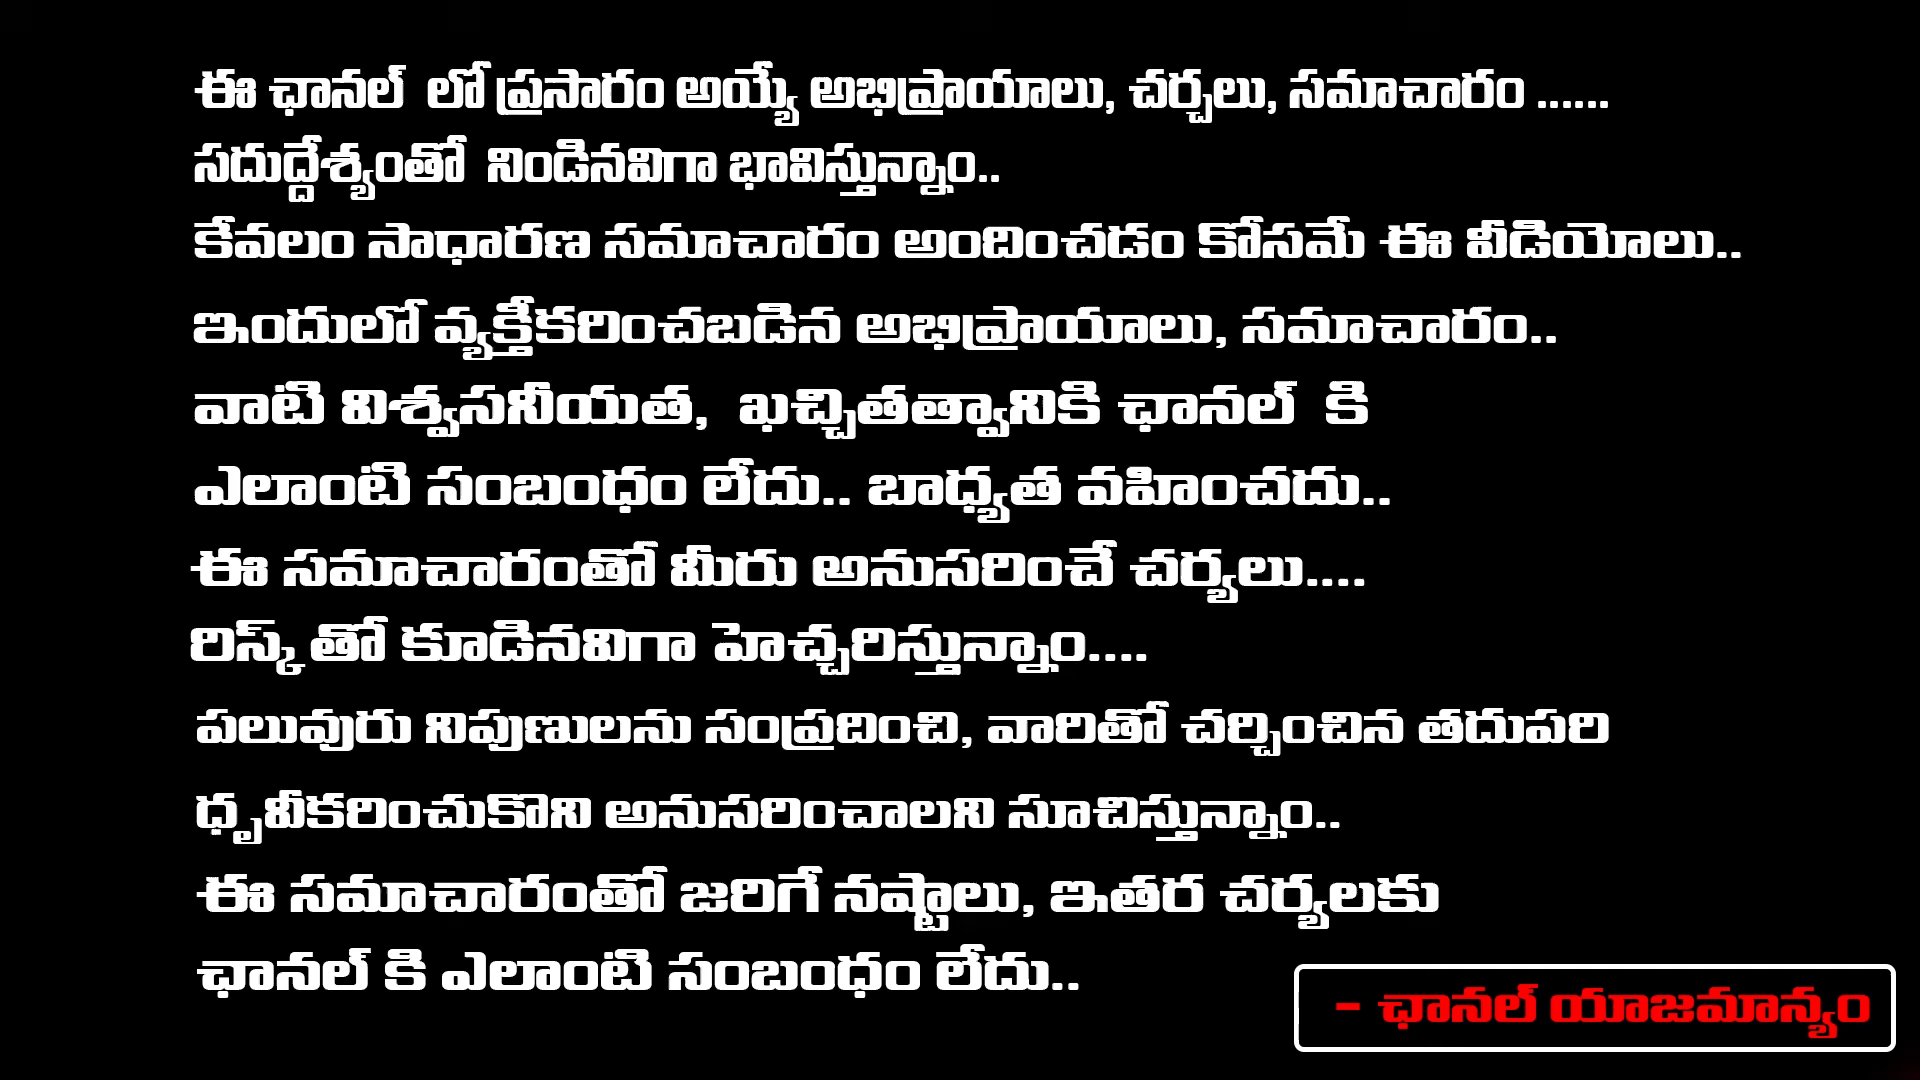 ఈ ఛానల్ లో ప్రసారం అయ్యే అభిప్రాయాలు, చర్చలు, సమాచారం ......
సదుద్దేశ్యంతో నిండినవిగా భావిస్తున్నాం..
కేవలం సాధారణ సమాచారం అందించడం కోసమే ఈ వీడియోలు..
ఇందులో వ్యక్తీకరించబడిన అభిప్రాయాలు, సమాచారం..
వాటి విశ్వసనీయత, ఖచ్చితత్వానికి ఛానల్ కి
ఎలాంటి సంబంధం లేదు.. బాధ్యత వహించదు..
ఈ సమాచారంతో మీరు అనుసరించే చర్యలు....
రిస్క్ తో కూడినవిగా హెచ్చరిస్తున్నాం....
పలువురు నిపుణులను సంప్రదించి, వారితో చర్చించిన తదుపరి
ధృవీకరించుకొని అనుసరించాలని సూచిస్తున్నాం..
ఈ సమాచారంతో జరిగే నష్టాలు, ఇతర చర్యలకు
ఛానల్ కి ఎలాంటి సంబంధం లేదు..
- ఛానల్ యాజమాన్యం